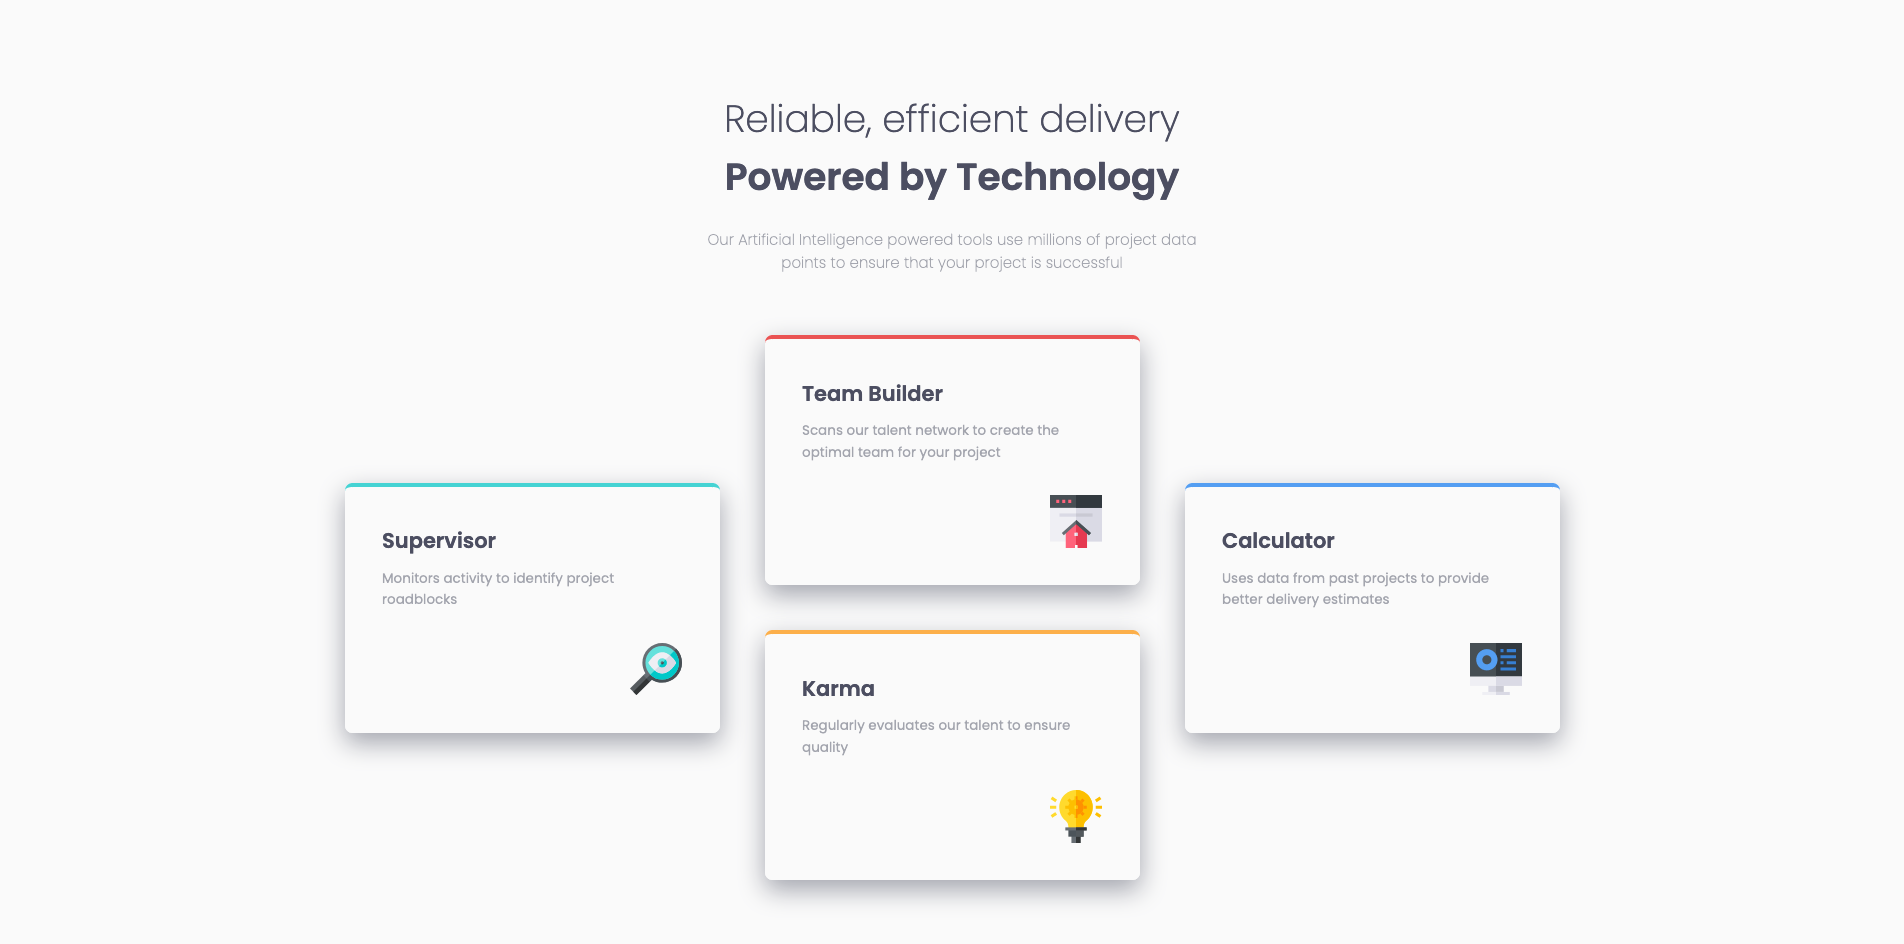 Reliable, efficient delivery
Powered by Technology
Our Artificial Intelligence powered tools use millions of project data
points to ensure that your project is successful
Team Builder
Scans our talent network to create the
optimal team for your project
Supervisor
Monitors activity to identify project
roadblocks
Calculator
Uses data from past projects to provide
better delivery estimates
Karma
Regularly evaluates our talent to ensure
quality